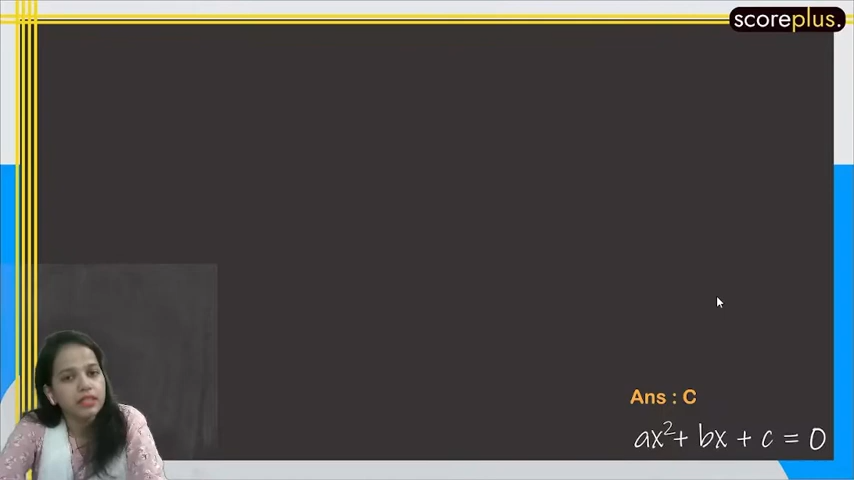 scoreplus.
Ans : C
ax²+ bx + c = 0